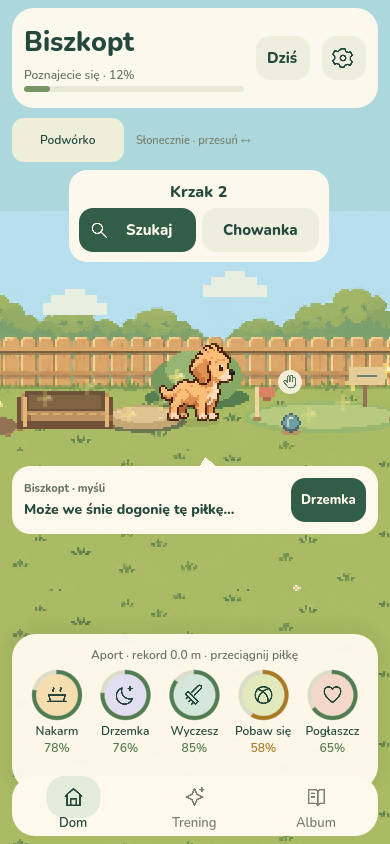 Biszkopt
Poznajecie się · 12%
Dziś
Podwórko
Słonecznie · przesuń ↔
Krzak 2
Szukaj
Chowanka
Biszkopt · myśli
Może we śnie dogonię tę piłkę...
Drzemka
Aport · rekord 0.0 m · przeciągnij piłkę
Nakarm
Drzemka
Wyczesz
Pobaw się
Pogłaszcz
78%
76%
85%
58%
65%
Dom
Trening
Album